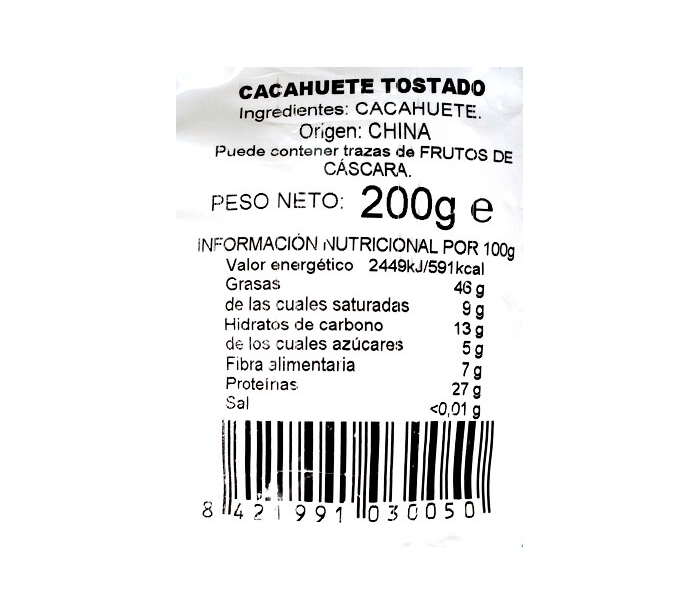 CACAHUETE TOSTADO
Ingredientes: CACAHUETE.
Origen: CHINA
Puede contener trazas de FRUTOS DE
CÁSCARA.
PESO NETO: 200g e
INFORMACIÓN NUTRICIONAL POR 100g
Valor energético 2449kJ/591kcal
Grasas 46 g
de las cuales saturadas 9 g
Hidratos de carbono 13 g
de los cuales azúcares 5 g
Fibra alimentaria 7 g
Proteínas 27 g
Sal <0,01 g
8 421991 030050